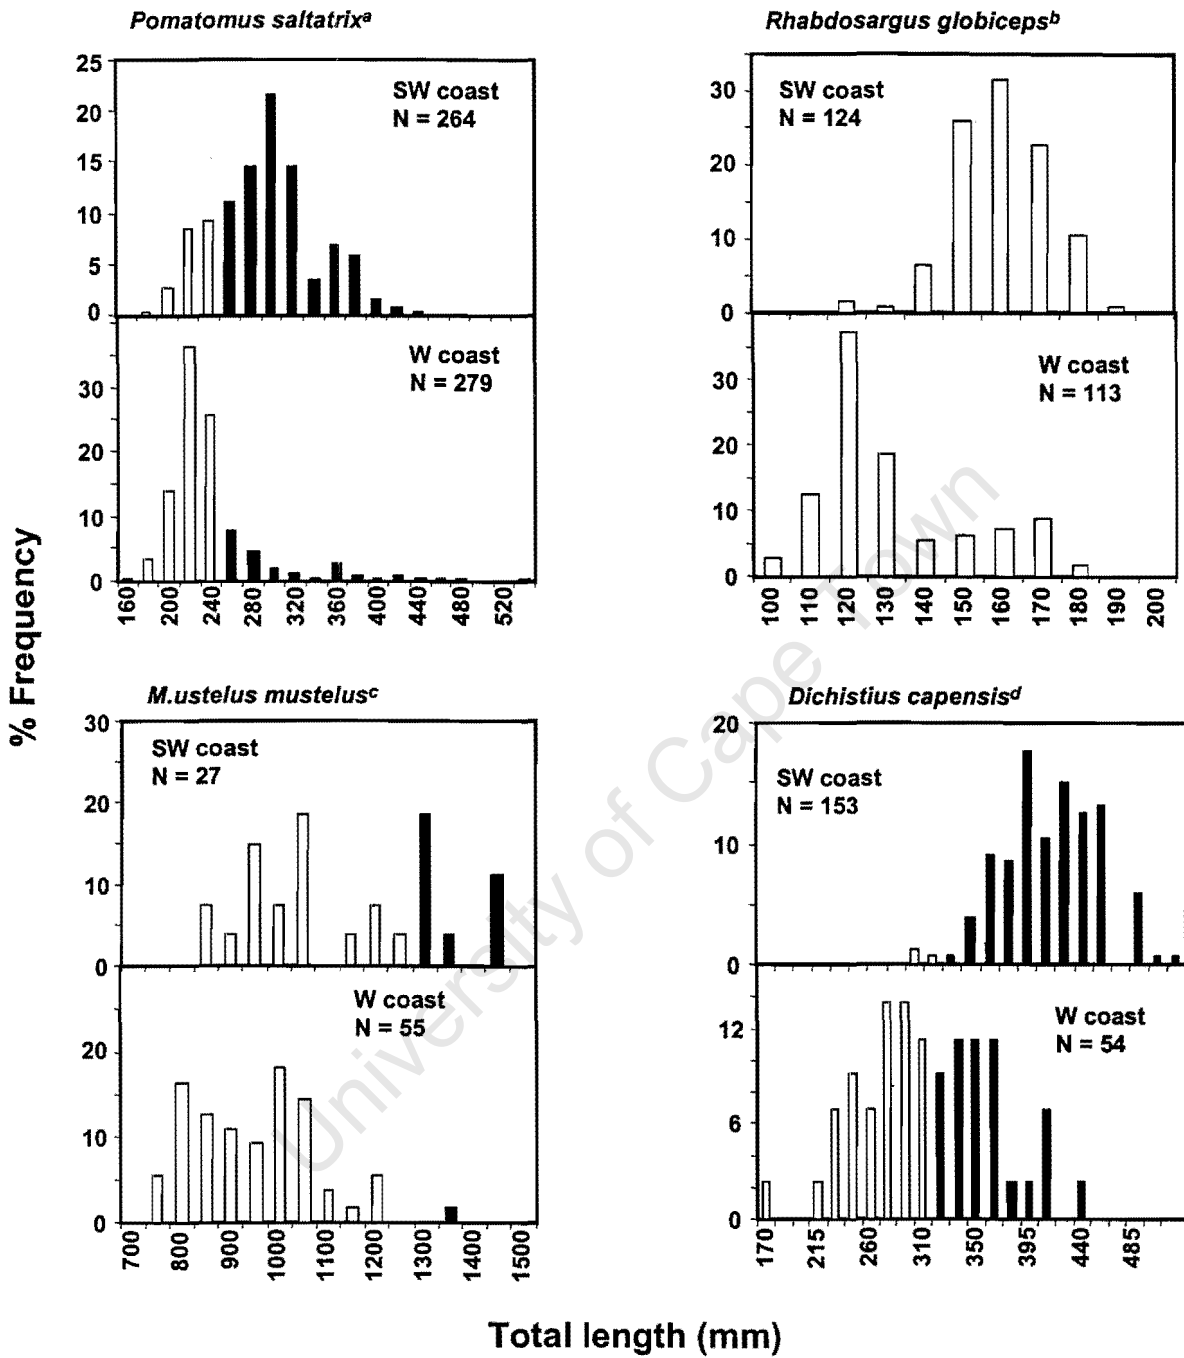 Pomatomus saltatrixᵃ
25
20
15
10
5
0
SW coast
N = 264
30
20
10
0
W coast
N = 279
160 200 240 280 320 360 400 440 480 520
Rhabdosargus globicepsᵇ
30
20
10
0
SW coast
N = 124
30
20
10
0
W coast
N = 113
100 110 120 130 140 150 160 170 180 190 200
% Frequency
M.ustelus mustelusᶜ
30
20
10
0
SW coast
N = 27
20
10
0
W coast
N = 55
700 800 900 1000 1100 1200 1300 1400 1500
Dichistius capensisᵈ
20
10
0
SW coast
N = 153
12
6
0
W coast
N = 54
170 215 260 310 350 395 440 485
Total length (mm)
University of Cape Town